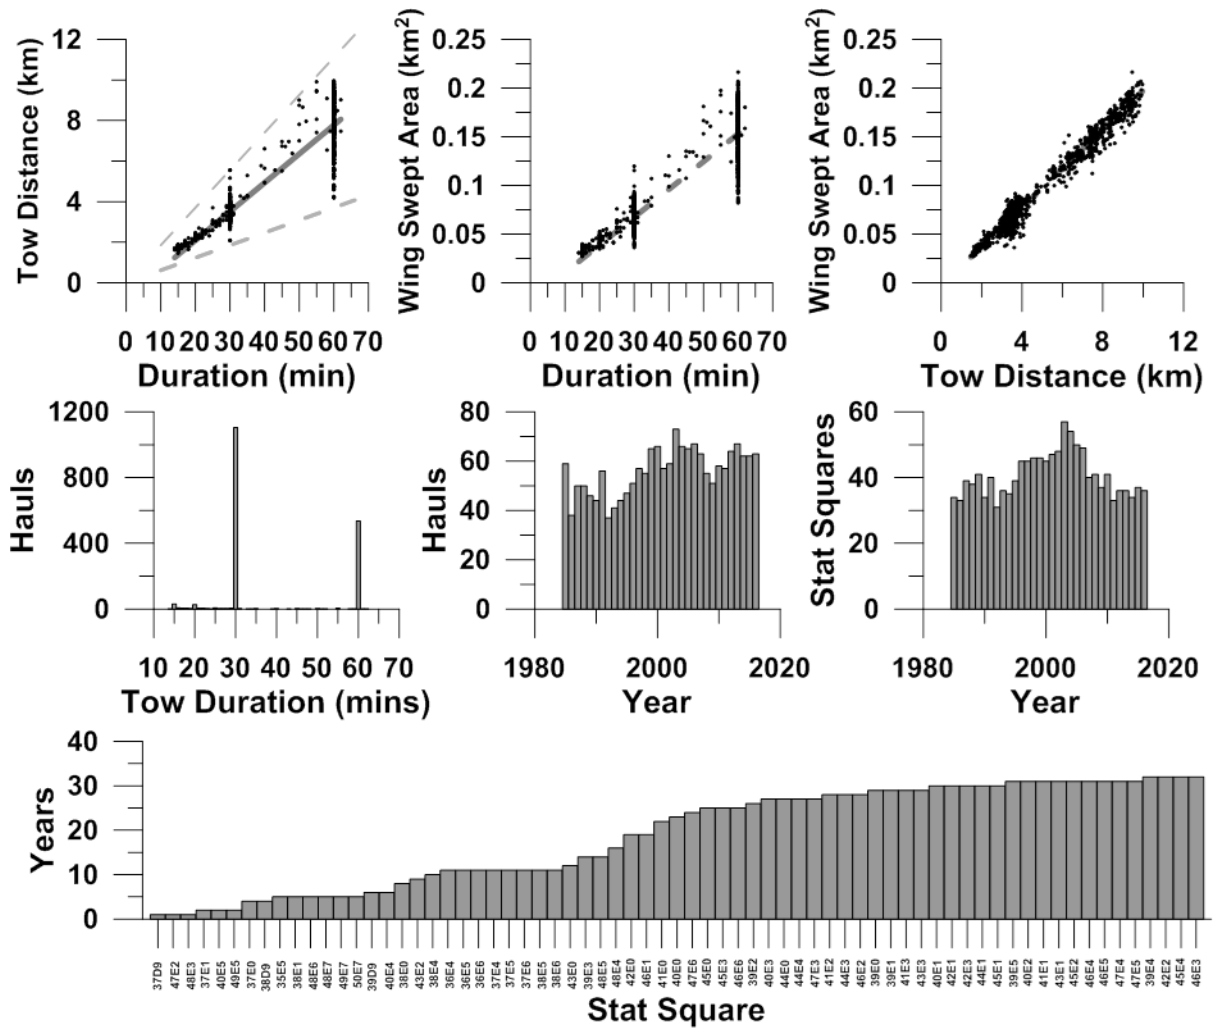 Tow Distance (km)
12
8
4
0
0 10 20 30 40 50 60 70
Duration (min)
Wing Swept Area (km²)
0.25
0.2
0.15
0.1
0.05
0
0 10 20 30 40 50 60 70
Duration (min)
Wing Swept Area (km²)
0.25
0.2
0.15
0.1
0.05
0
0 4 8 12
Tow Distance (km)
Hauls
1200
800
400
0
10 20 30 40 50 60 70
Tow Duration (mins)
Hauls
80
60
40
20
0
1980 2000 2020
Year
Stat Squares
60
40
20
0
1980 2000 2020
Year
Years
40
30
20
10
0
37D9 47E2 48E3 37E1 40E5 49E5 37E0 38D9 35E5 38E1 48E6 48E7 49E7 50E7 39D9 40E4 38E0 43E2 38E4 36E4 36E5 36E6 37E4 37E5 37E6 38E5 38E6 43E0 39E3 48E5 48E4 42E0 46E1 41E0 40E0 47E6 45E0 45E3 46E6 39E2 40E3 44E0 44E4 47E3 41E2 44E3 46E2 39E0 39E1 41E3 43E3 40E1 42E1 42E3 44E1 45E1 39E5 40E2 41E1 43E1 45E2 46E4 46E5 47E4 47E5 39E4 42E2 45E4 46E3
Stat Square